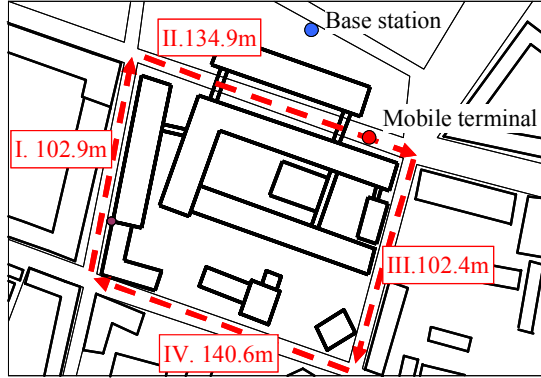 II.134.9m
Base station
Mobile terminal
I. 102.9m
III.102.4m
IV. 140.6m